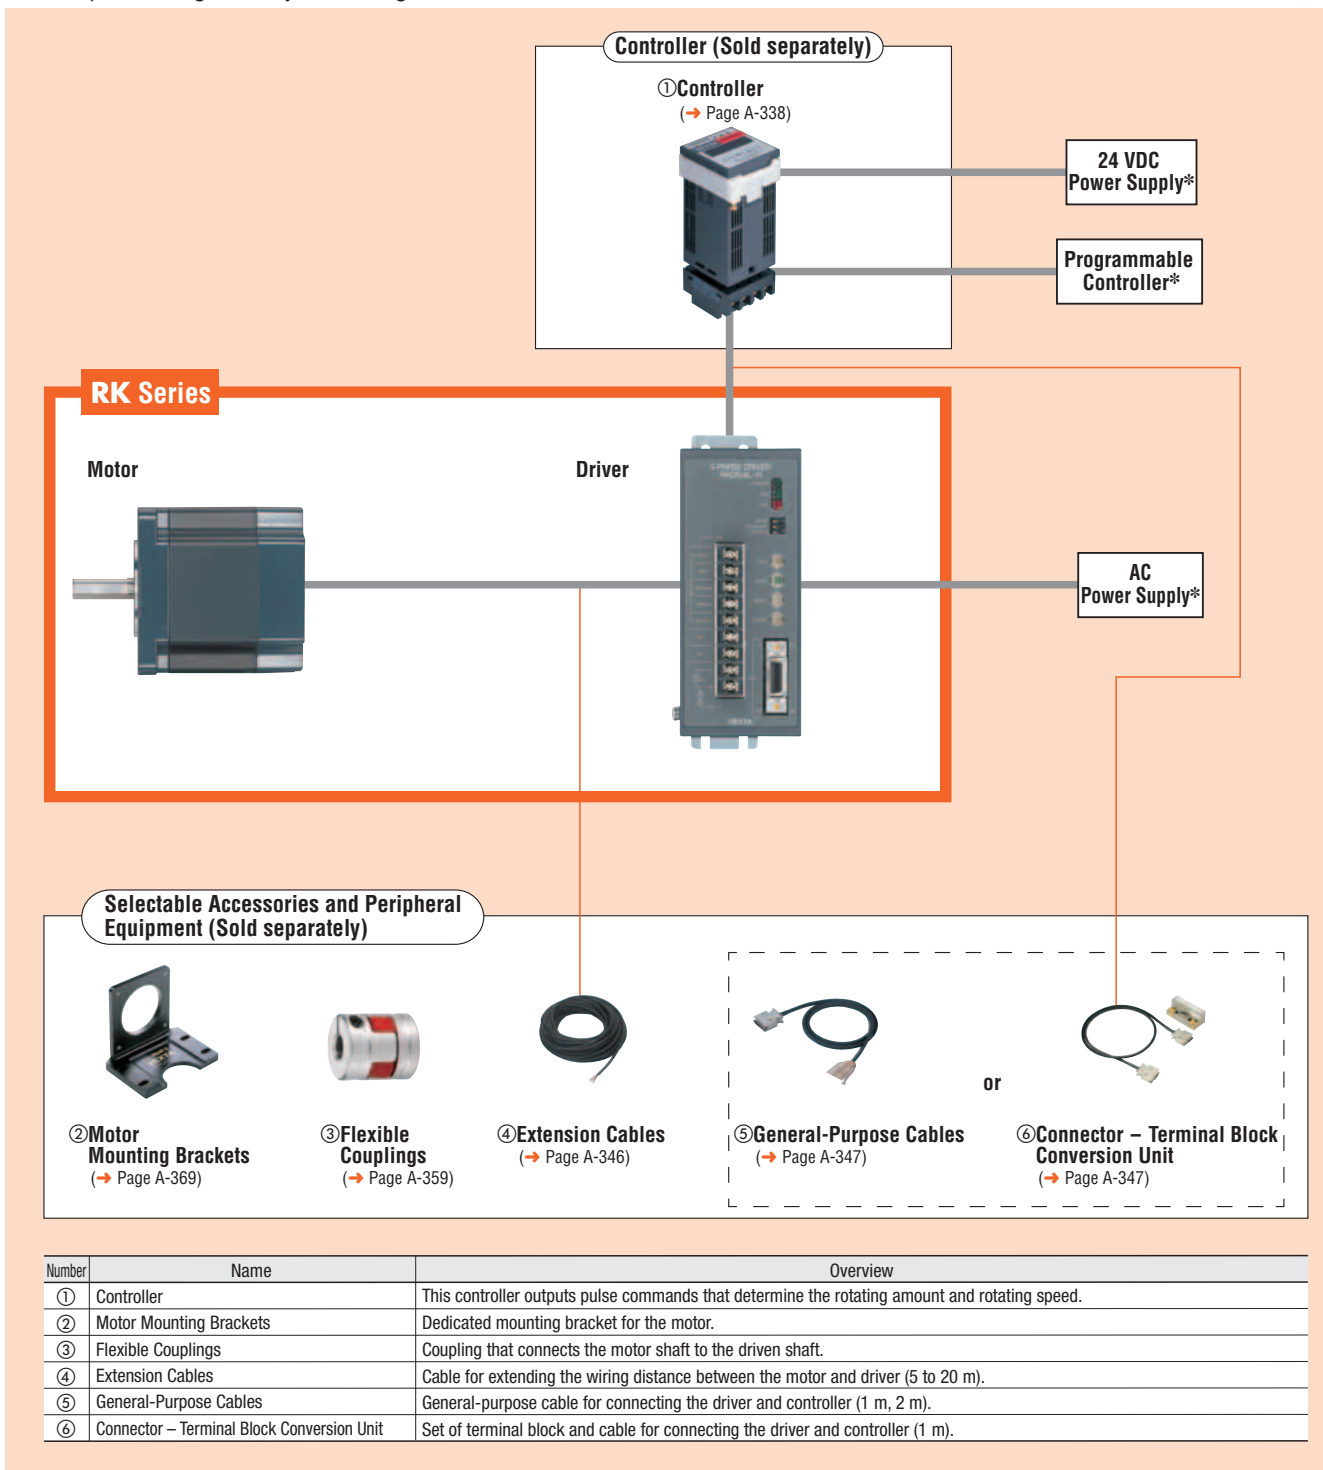 Controller (Sold separately)
①Controller
(→ Page A-338)
24 VDC
Power Supply*
Programmable
Controller*
RK Series
Motor
Driver
5-PHASE DRIVER
AC
Power Supply*
VEXTA
Selectable Accessories and Peripheral
Equipment (Sold separately)
or
②Motor
Mounting Brackets
(→ Page A-369)
③Flexible
Couplings
(→ Page A-359)
④Extension Cables
(→ Page A-346)
⑤General-Purpose Cables
(→ Page A-347)
⑥Connector – Terminal Block
Conversion Unit
(→ Page A-347)
Number Name Overview
① Controller This controller outputs pulse commands that determine the rotating amount and rotating speed.
② Motor Mounting Brackets Dedicated mounting bracket for the motor.
③ Flexible Couplings Coupling that connects the motor shaft to the driven shaft.
④ Extension Cables Cable for extending the wiring distance between the motor and driver (5 to 20 m).
⑤ General-Purpose Cables General-purpose cable for connecting the driver and controller (1 m, 2 m).
⑥ Connector – Terminal Block Conversion Unit Set of terminal block and cable for connecting the driver and controller (1 m).